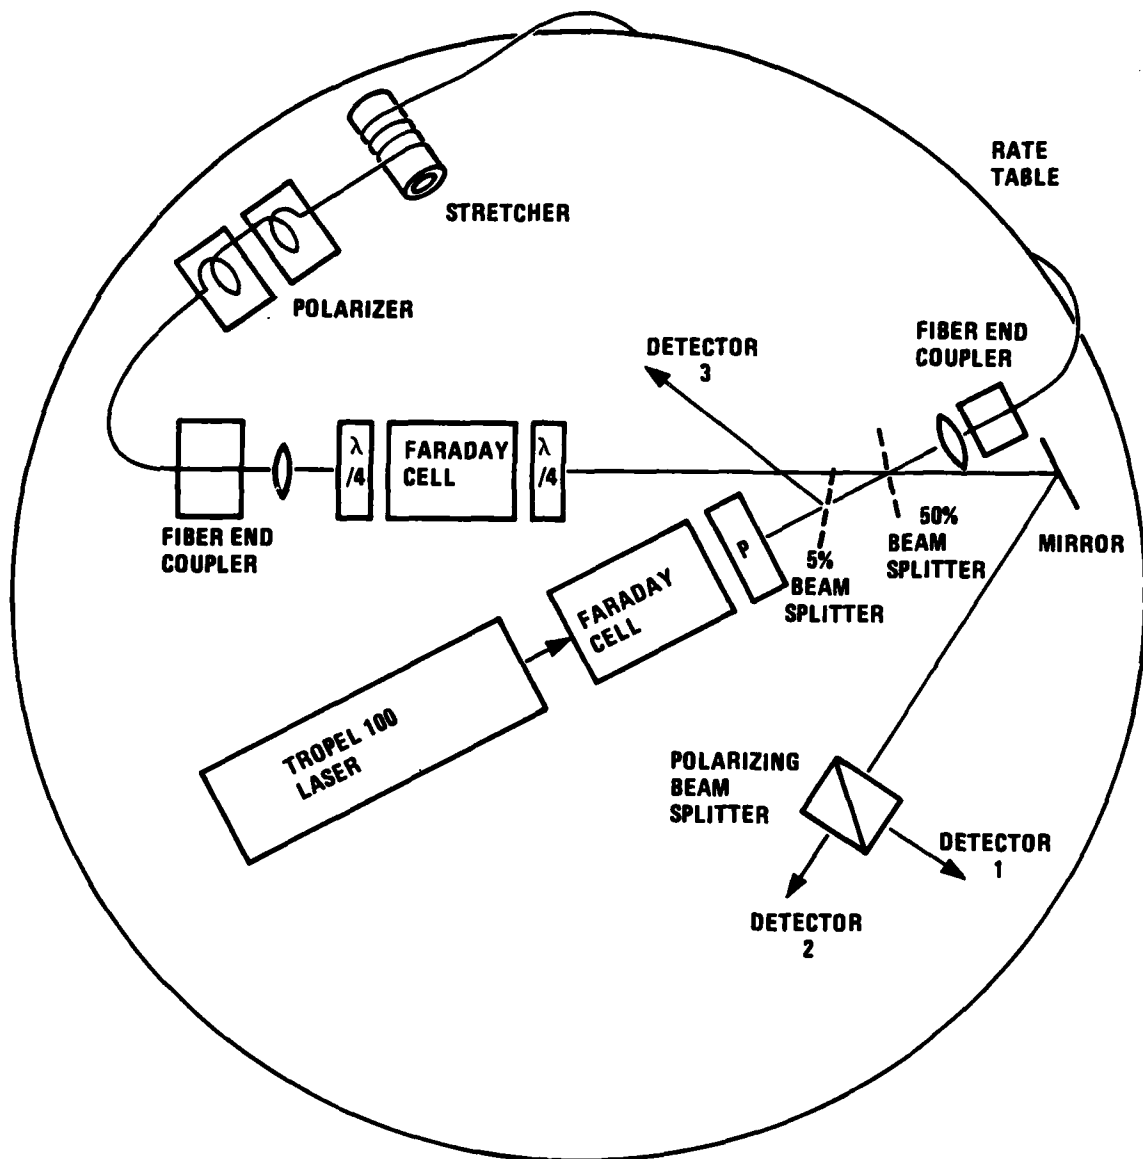 RATE
TABLE
STRETCHER
POLARIZER
DETECTOR
3
FIBER END
COUPLER
λ
/4
FARADAY
CELL
λ
/4
FIBER END
COUPLER
P
5%
BEAM
SPLITTER
50%
BEAM
SPLITTER
MIRROR
FARADAY
CELL
TROPEL 100
LASER
POLARIZING
BEAM
SPLITTER
DETECTOR
1
DETECTOR
2